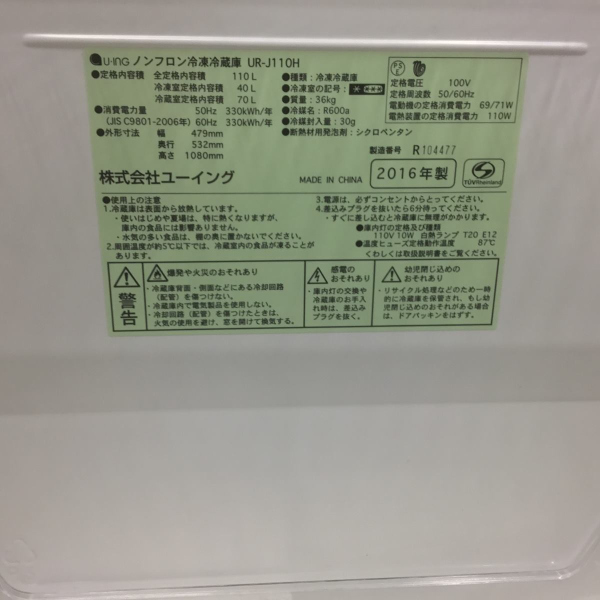 U-ING ノンフロン冷凍冷蔵庫 UR-J110H
●定格内容積 全定格内容積 110L
冷凍室定格内容積 40L
冷蔵室定格内容積 70L
●消費電力量 50Hz 330kWh/年
(JIS C9801-2006年) 60Hz 330kWh/年
●外形寸法 幅 479mm
奥行 532mm
高さ 1080mm
●種類:冷凍冷蔵庫
●冷凍室の記号:
●質量:36kg
●冷媒名:R600a
●冷媒封入量:30g
●断熱材用発泡剤:シクロペンタン
PSE
定格電圧 100V
定格周波数 50/60Hz
電動機の定格消費電力 69/71W
電熱装置の定格消費電力 110W
製造番号 R104477
株式会社ユーイング
MADE IN CHINA
2016年製
TÜVRheinland
●使用上の注意
1.冷蔵庫は表面から放熱しています。
・使いはじめや夏場は、特に熱くなりますが、
庫内の食品には影響ありません。
・水気の多い食品は、棚の奥に置かないでください。
2.周囲温度が約5℃以下では、冷蔵室内の食品が凍ることが
あります。
3.電源は、必ずコンセントからとってください。
4.差込みプラグを抜いたら6分待ってください。
・すぐに差し込むと冷蔵庫に無理がかかります。
●庫内灯の定格及び種類
110V 10W 白熱ランプ T20 E12
●温度ヒューズ定格動作温度 87℃
くわしくは取扱説明書をご覧ください。
警告
爆発や火災のおそれあり
・冷蔵庫背面・側面などにある冷却回路
(配管)を傷つけない。
・冷蔵庫内で電気製品を使用しない。
・冷却回路(配管)を傷つけたときは、
火気の使用を避け、窓を開けて換気する。
感電の
おそれあり
・庫内灯の交換や
冷蔵庫のお手入
れ時は、差込み
プラグを抜く。
幼児閉じ込めの
おそれあり
・リサイクル処理などのため一時
的に冷蔵庫を保管され、もし幼
児閉じ込めのおそれがある場合
は、ドアパッキンをはずす。